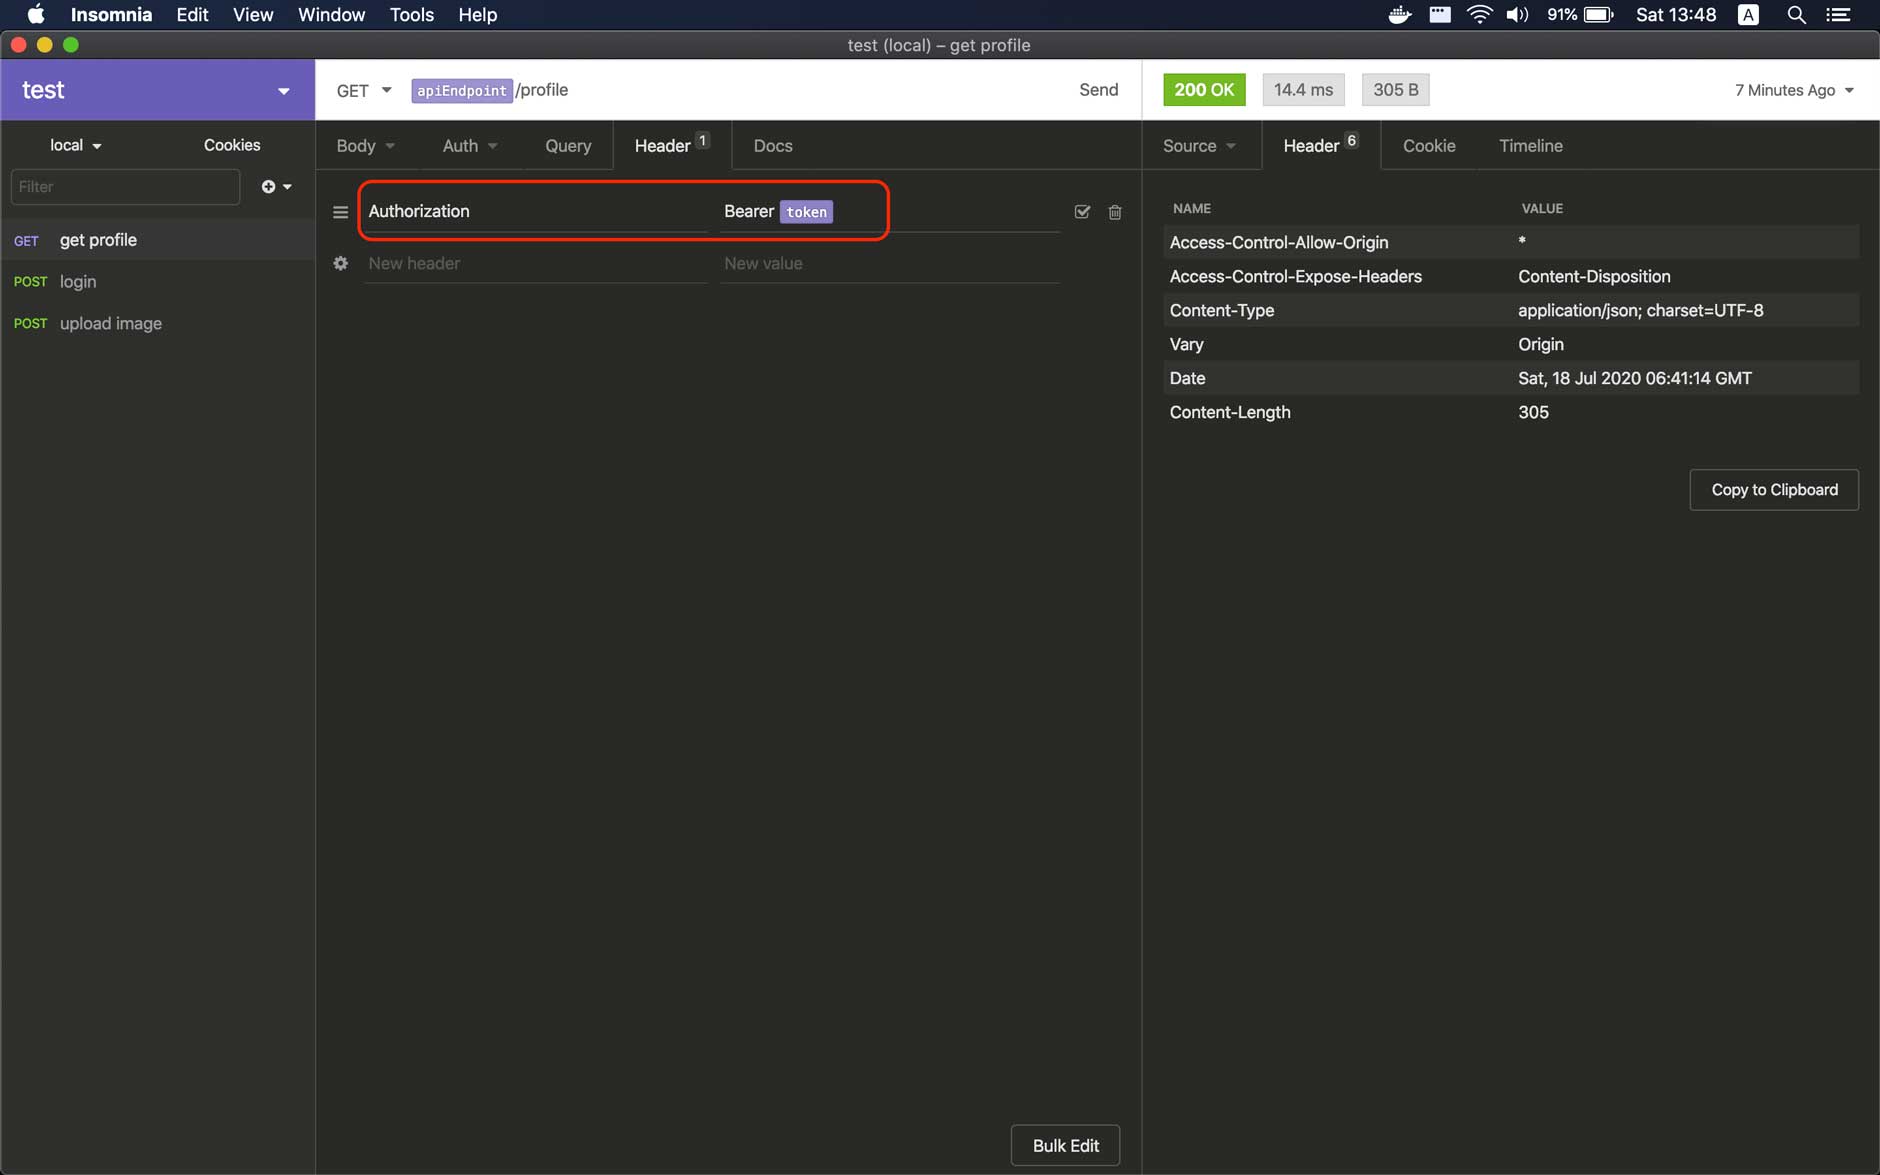 Insomnia Edit View Window Tools Help 91% Sat 13:48 A
test (local) – get profile
test
GET apiEndpoint/profile Send
200 OK 14.4 ms 305 B 7 Minutes Ago
local Cookies
Body Auth Query Header 1 Docs
Source Header 6 Cookie Timeline
Filter
Authorization Bearer token
New header New value
GET get profile
POST login
POST upload image
NAME VALUE
Access-Control-Allow-Origin *
Access-Control-Expose-Headers Content-Disposition
Content-Type application/json; charset=UTF-8
Vary Origin
Date Sat, 18 Jul 2020 06:41:14 GMT
Content-Length 305
Copy to Clipboard
Bulk Edit